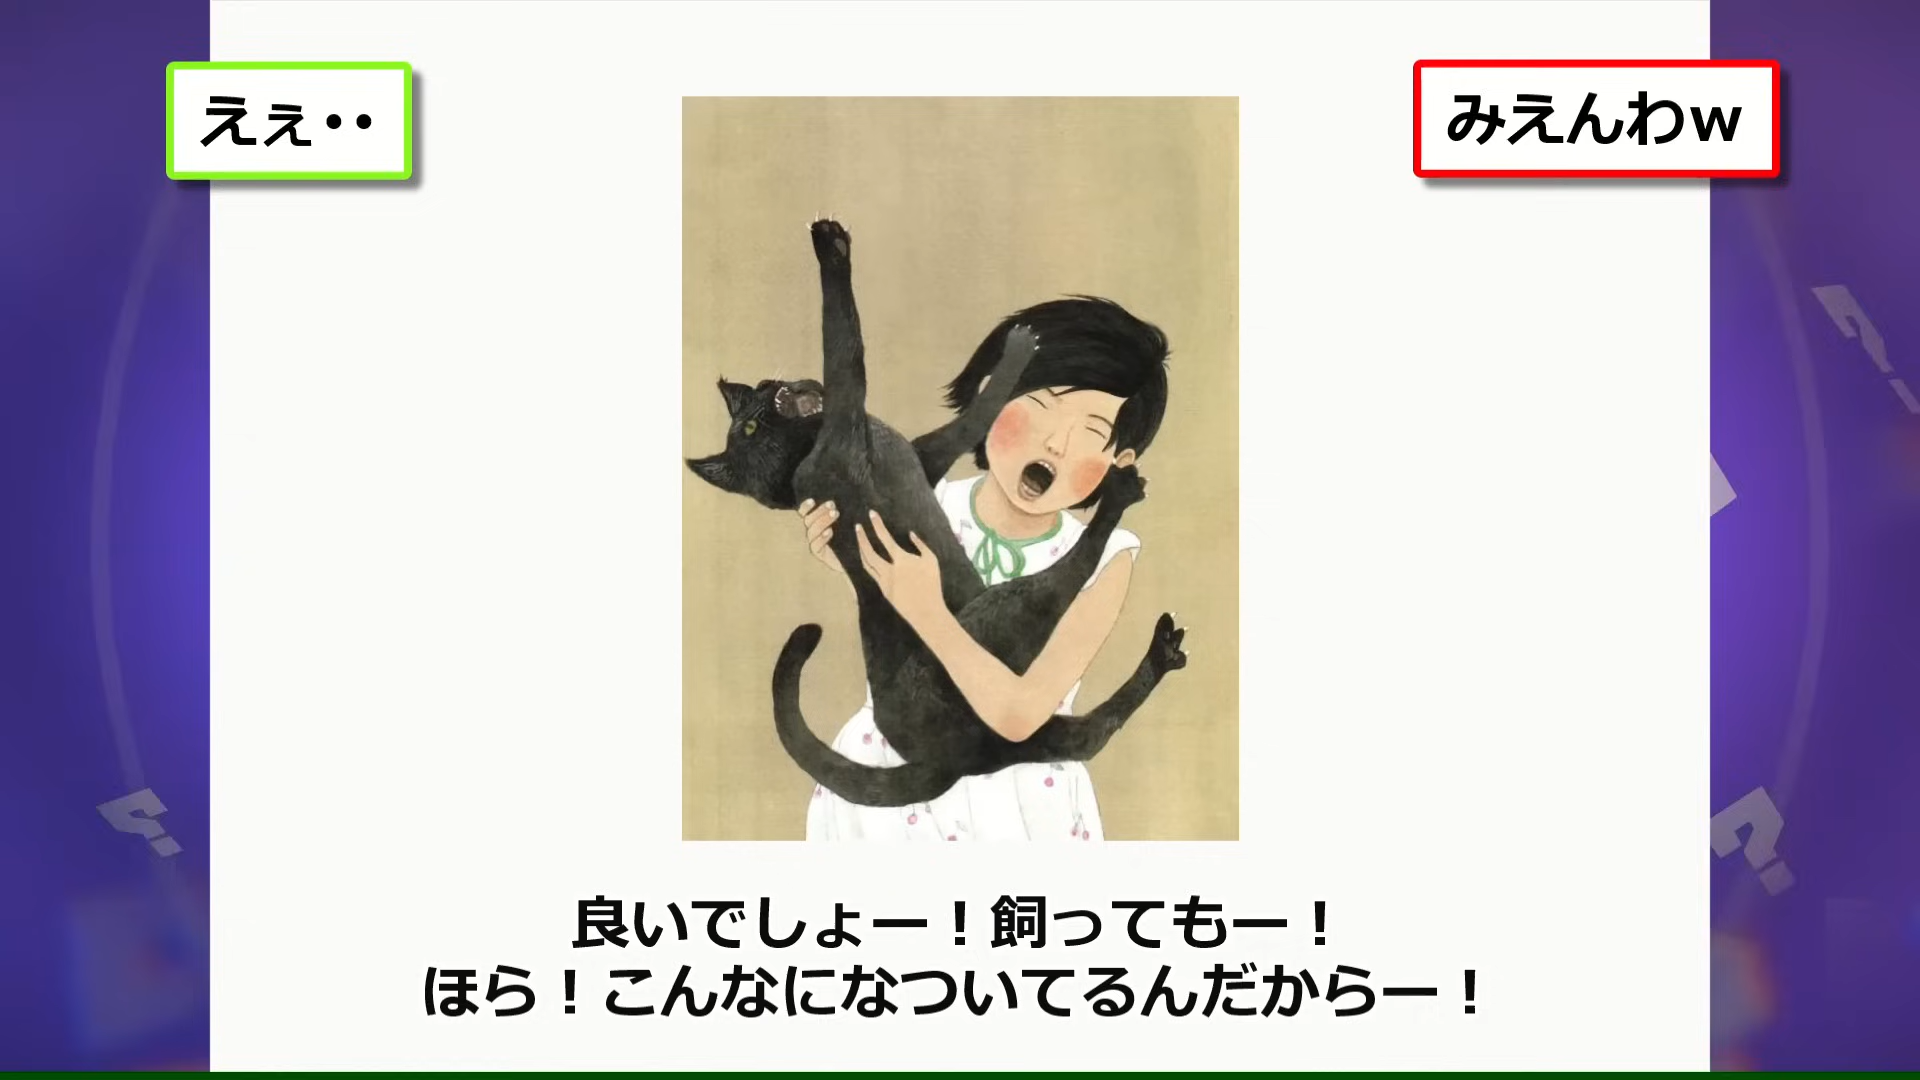 えぇ・・
みえんわw
良いでしょー！飼ってもー！
ほら！こんなになついてるんだからー！